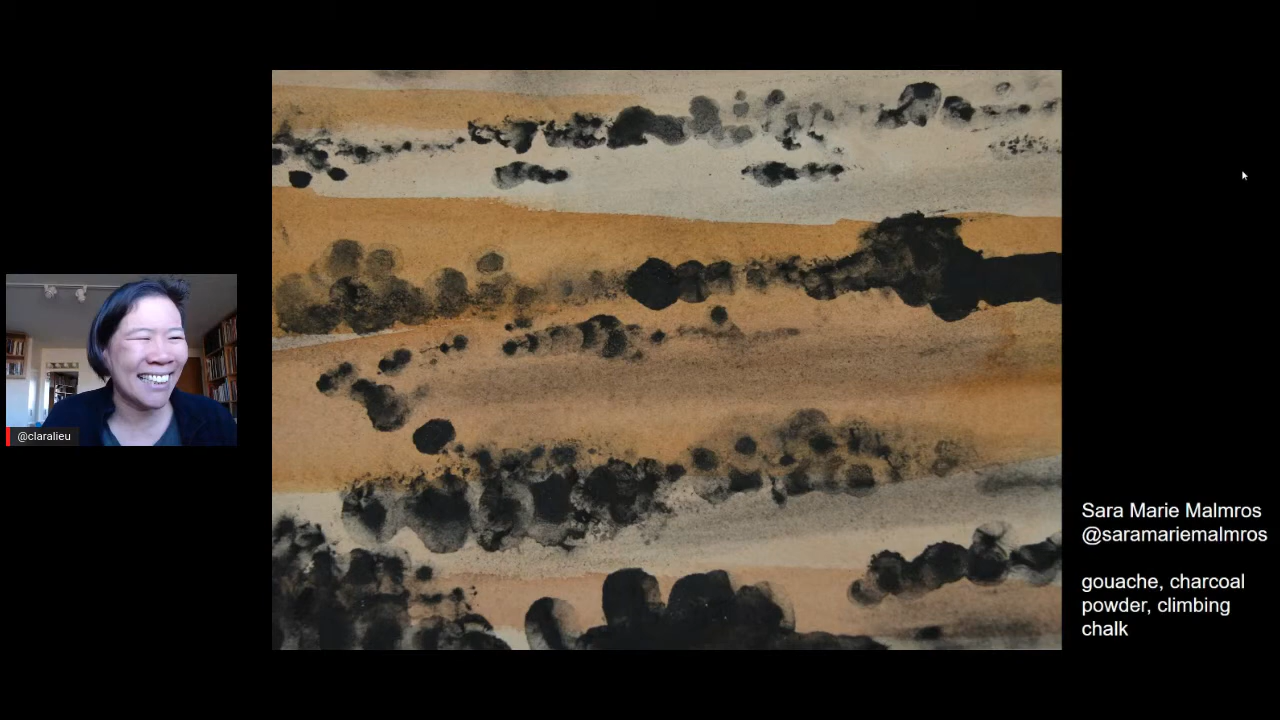 @claralieu
Sara Marie Malmros
@saramariemalmros
gouache, charcoal
powder, climbing
chalk